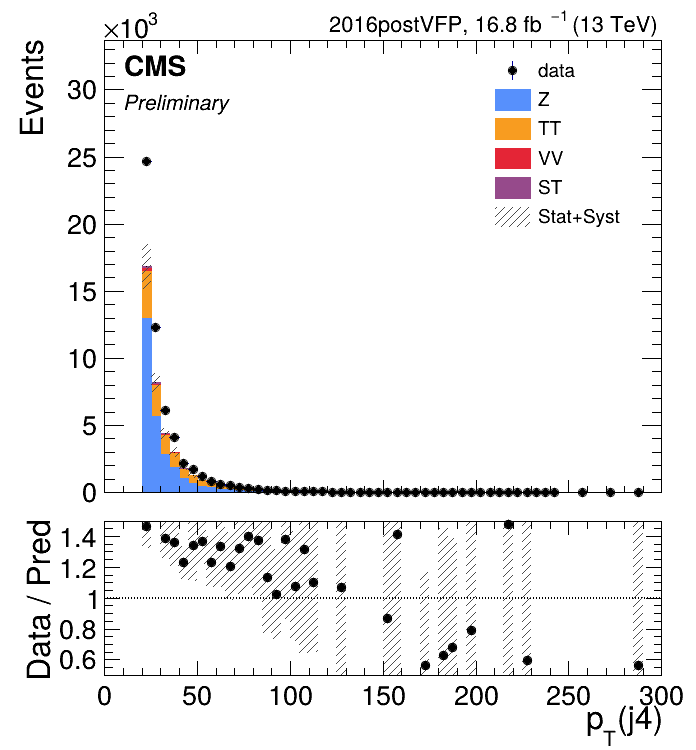 ×10³
2016postVFP, 16.8 fb ⁻¹ (13 TeV)
Events
CMS
Preliminary
data
Z
TT
VV
ST
Stat+Syst
30
25
20
15
10
5
0
Data / Pred
1.4
1.2
1
0.8
0.6
0 50 100 150 200 250 300
p_T(j4)